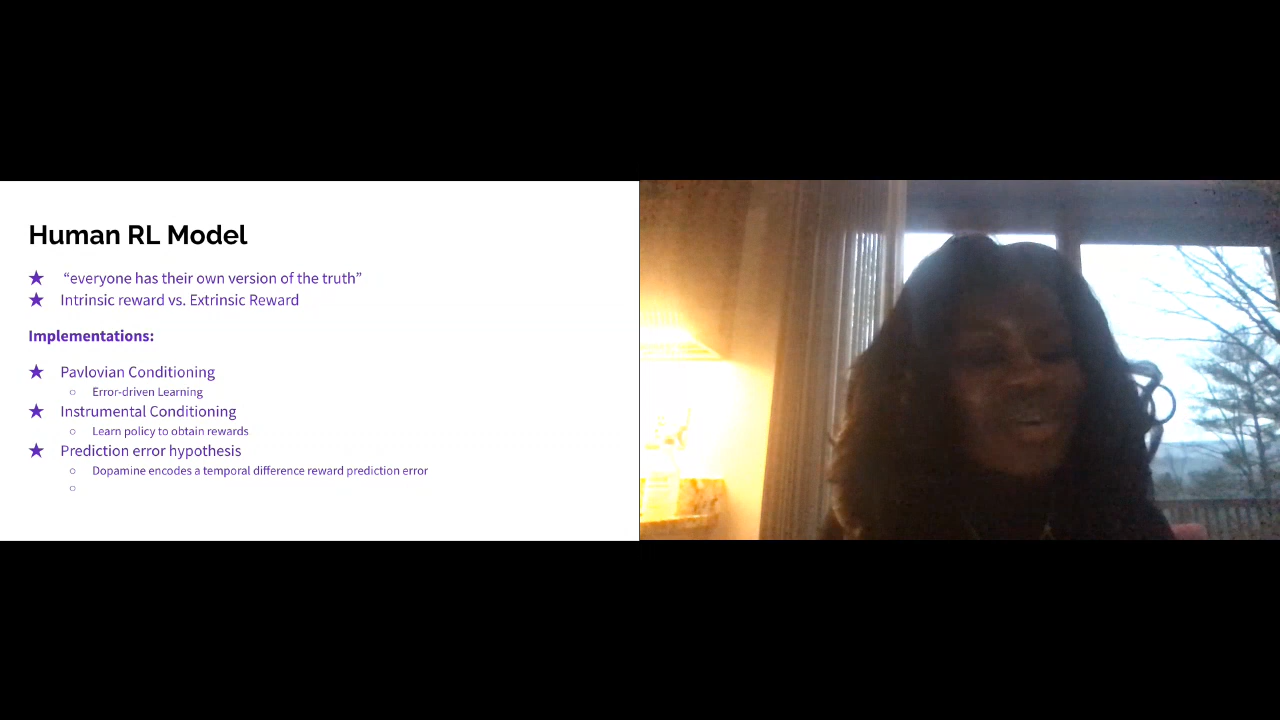 Human RL Model
★ “everyone has their own version of the truth”
★ Intrinsic reward vs. Extrinsic Reward
Implementations:
★ Pavlovian Conditioning
○ Error-driven Learning
★ Instrumental Conditioning
○ Learn policy to obtain rewards
★ Prediction error hypothesis
○ Dopamine encodes a temporal difference reward prediction error
○